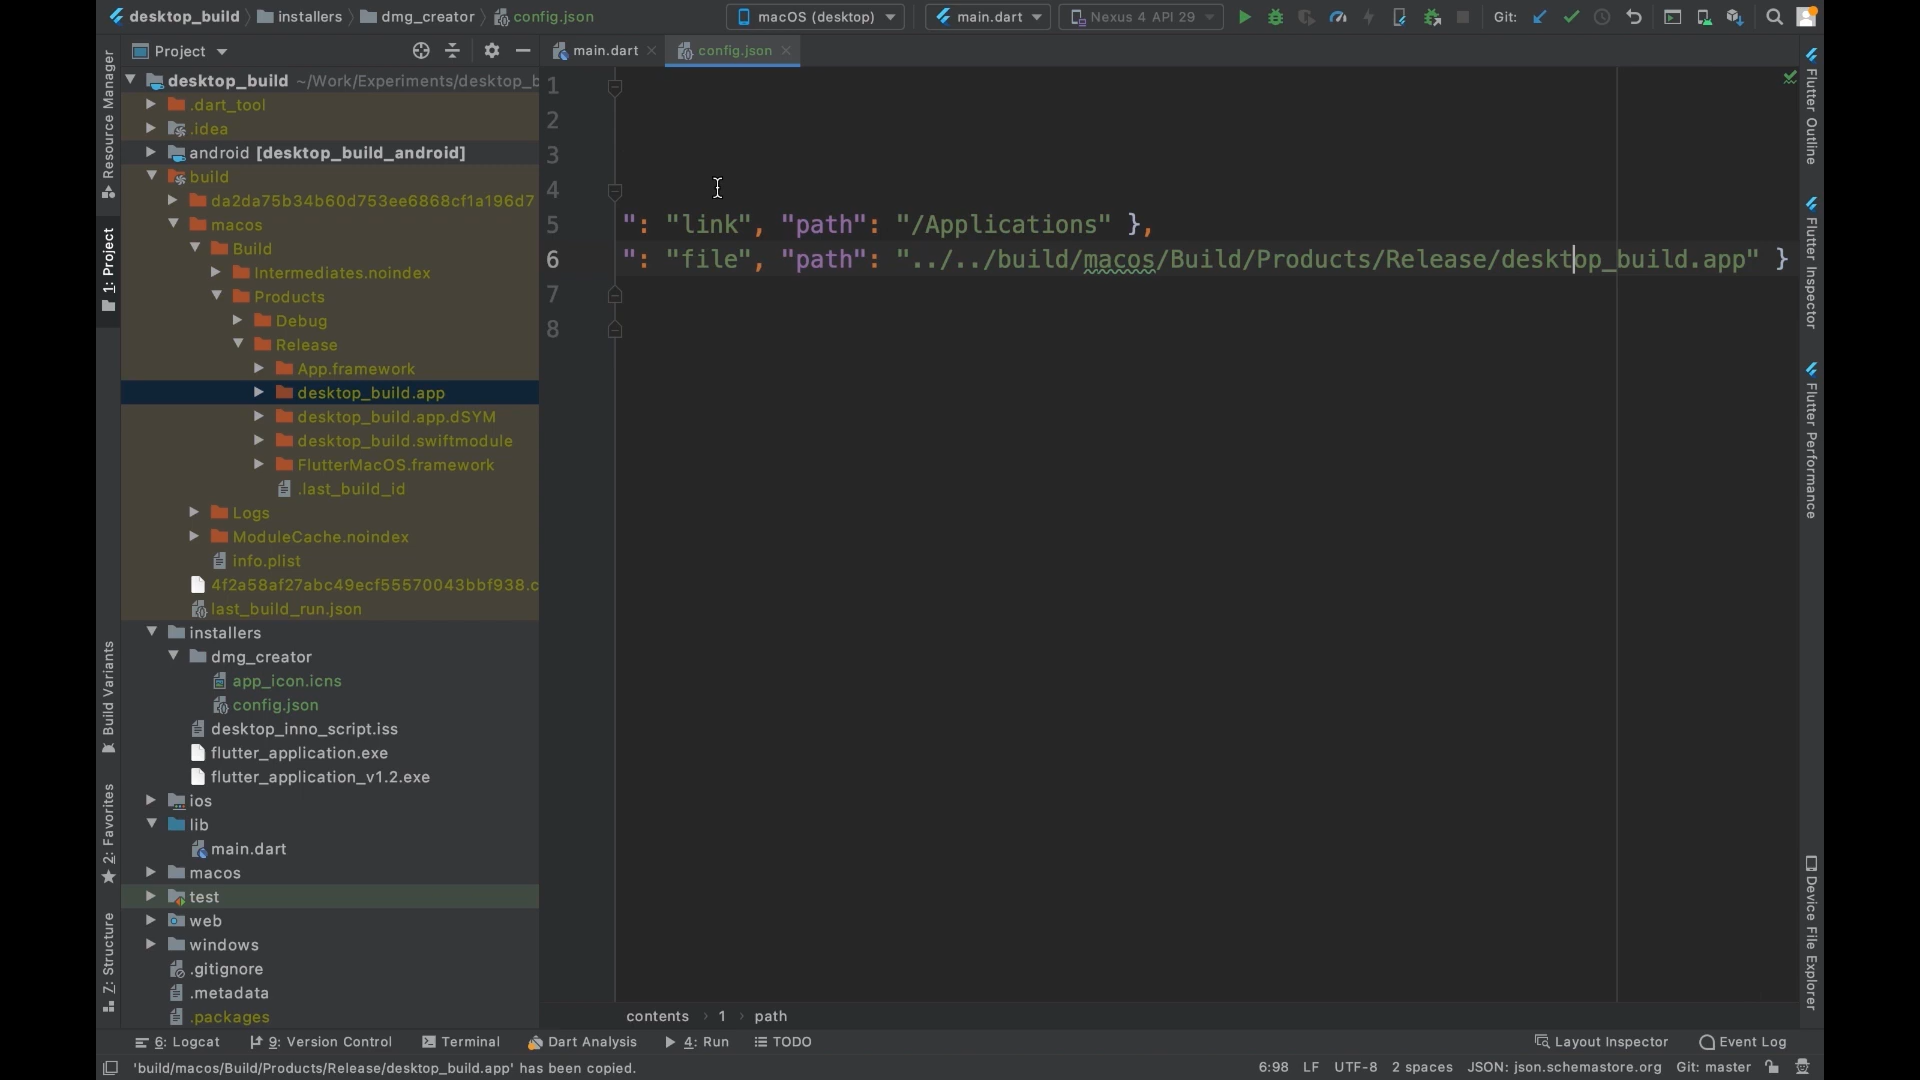 desktop_build installers dmg_creator config.json macOS (desktop) main.dart Nexus 4 API 29 Git:
Project main.dart config.json
desktop_build ~/Work/Experiments/desktop_b
.dart_tool
.idea
android [desktop_build_android]
build
da2da75b34b60d753ee6868cf1a196d7
macos
Build
Intermediates.noindex
Products
Debug
Release
App.framework
desktop_build.app
desktop_build.app.dSYM
desktop_build.swiftmodule
FlutterMacOS.framework
.last_build_id
Logs
ModuleCache.noindex
info.plist
4f2a58af27abc49ecf55570043bbf938.c
last_build_run.json
installers
dmg_creator
app_icon.icns
config.json
desktop_inno_script.iss
flutter_application.exe
flutter_application_v1.2.exe
ios
lib
main.dart
macos
test
web
windows
.gitignore
.metadata
.packages
1
2
3
4
5 ": "link", "path": "/Applications" },
6 ": "file", "path": "../../build/macos/Build/Products/Release/desktop_build.app" }
7
8
contents 1 path
Resource Manager
1: Project
Build Variants
2: Favorites
Z: Structure
Flutter Outline
Flutter Inspector
Flutter Performance
Device File Explorer
6: Logcat 9: Version Control Terminal Dart Analysis 4: Run TODO Layout Inspector Event Log
'build/macos/Build/Products/Release/desktop_build.app' has been copied. 6:98 LF UTF-8 2 spaces JSON: json.schemastore.org Git: master